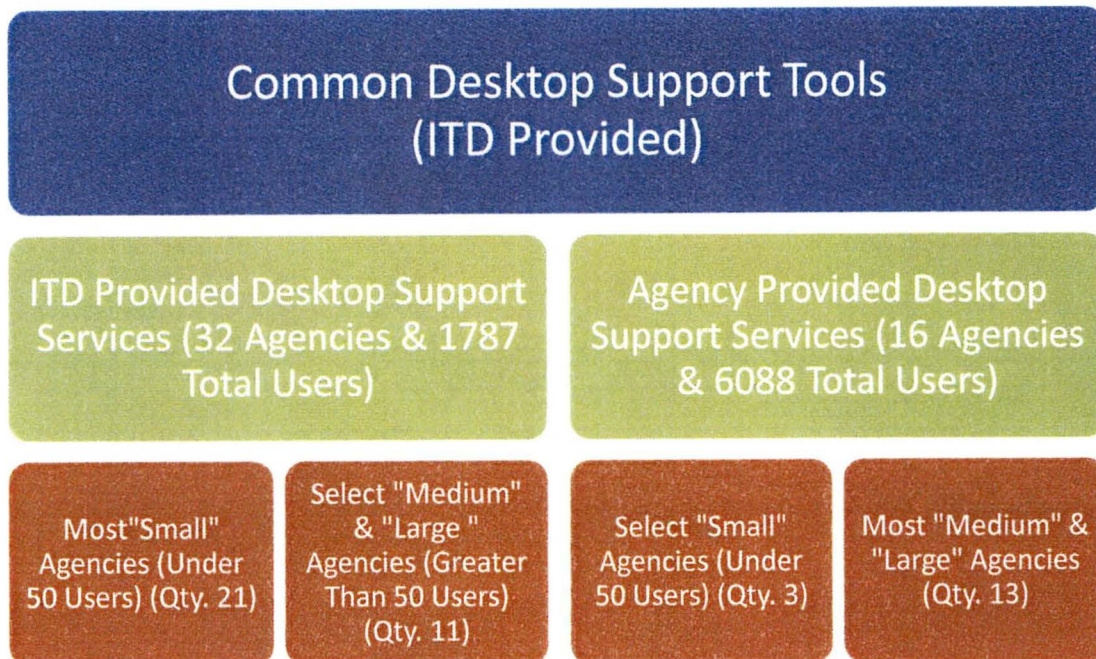 Common Desktop Support Tools
(ITD Provided)
ITD Provided Desktop Support
Services (32 Agencies & 1787
Total Users)
Agency Provided Desktop
Support Services (16 Agencies
& 6088 Total Users)
Most"Small"
Agencies (Under
50 Users) (Qty. 21)
Select "Medium"
& "Large "
Agencies (Greater
Than 50 Users)
(Qty. 11)
Select "Small"
Agencies (Under
50 Users) (Qty. 3)
Most "Medium" &
"Large" Agencies
(Qty. 13)